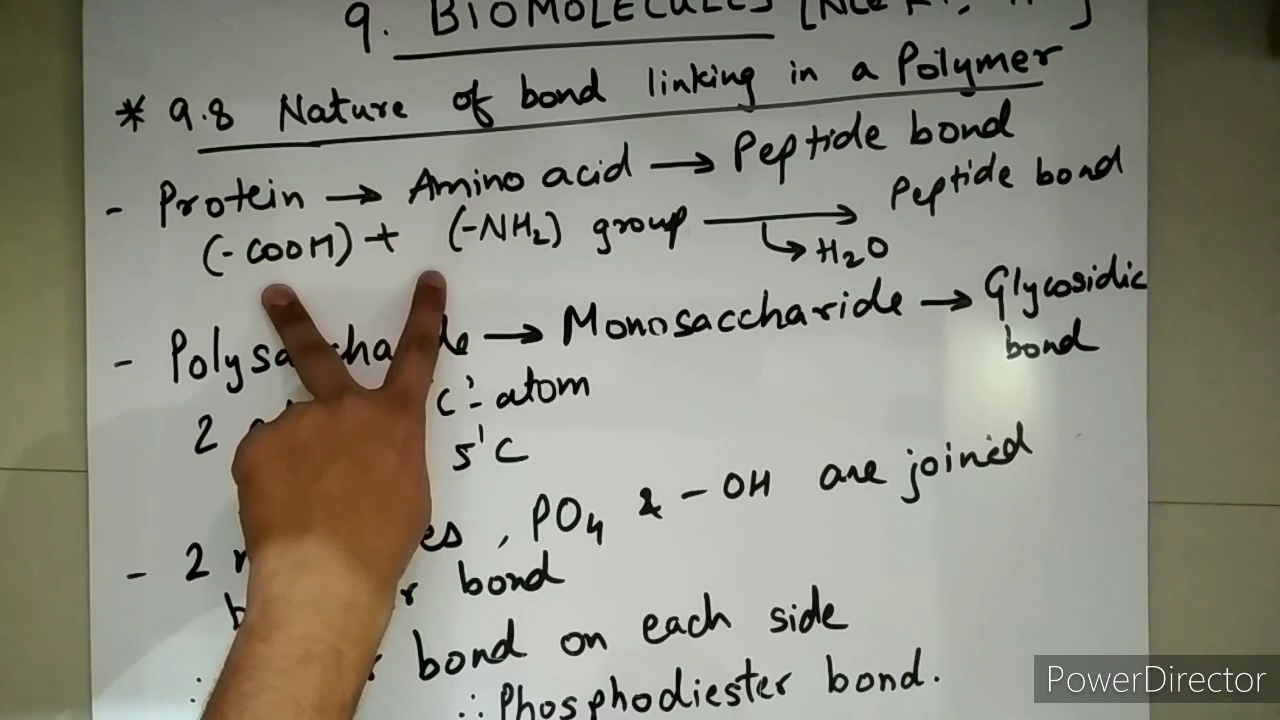 9. BIOMOLECULES
* 9.8 Nature of bond linking in a Polymer
- Protein → Amino acid → Peptide bond
(-COOH) + (-NH₂) group → Peptide bond
↳ H₂O
- Polysaccharide → Monosaccharide → Glycosidic
bond
2 'C'- atom
5'C
- 2 , PO₄ & - OH are joined
bond
∴ bond on each side
∴ Phosphodiester bond.
PowerDirector